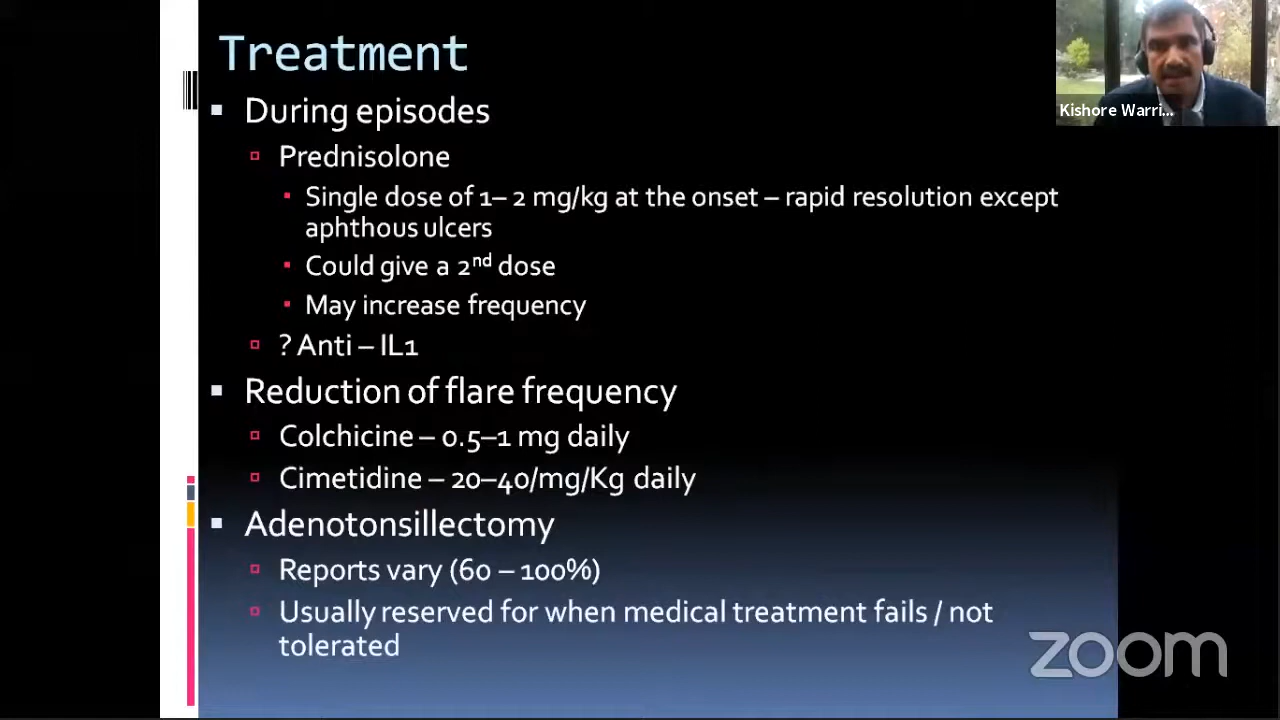 Treatment
Kishore Warri...
During episodes
Prednisolone
Single dose of 1– 2 mg/kg at the onset – rapid resolution except
aphthous ulcers
Could give a 2nd dose
May increase frequency
? Anti – IL1
Reduction of flare frequency
Colchicine – 0.5–1 mg daily
Cimetidine – 20–40/mg/Kg daily
Adenotonsillectomy
Reports vary (60 – 100%)
Usually reserved for when medical treatment fails / not
tolerated
zoom